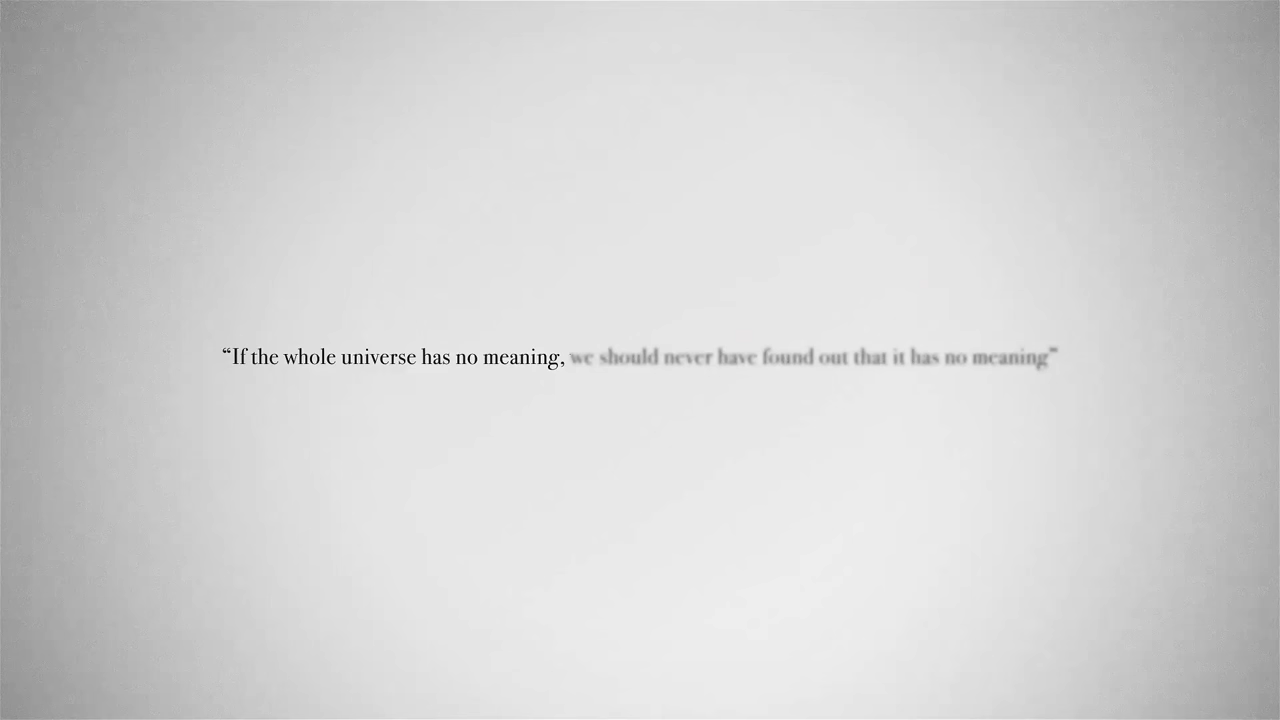 “If the whole universe has no meaning, we should never have found out that it has no meaning”